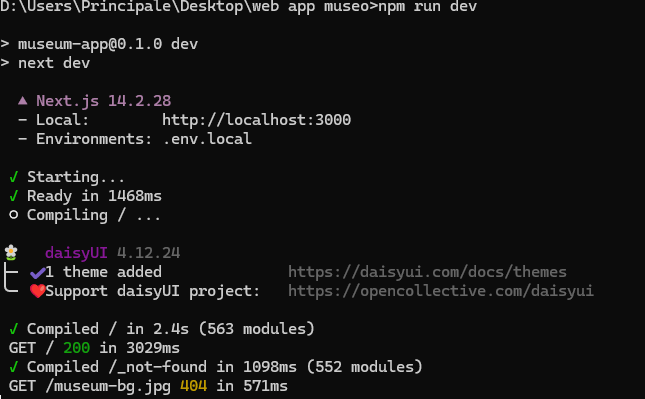 D:\Users\Principale\Desktop\web app museo>npm run dev
> museum-app@0.1.0 dev
> next dev
▲ Next.js 14.2.28
- Local: http://localhost:3000
- Environments: .env.local
✓ Starting...
✓ Ready in 1468ms
○ Compiling / ...
🌼 daisyUI 4.12.24
├─ ✔︎ 1 theme added https://daisyui.com/docs/themes
╰─ ❤︎ Support daisyUI project: https://opencollective.com/daisyui
✓ Compiled / in 2.4s (563 modules)
GET / 200 in 3029ms
✓ Compiled /_not-found in 1098ms (552 modules)
GET /museum-bg.jpg 404 in 571ms